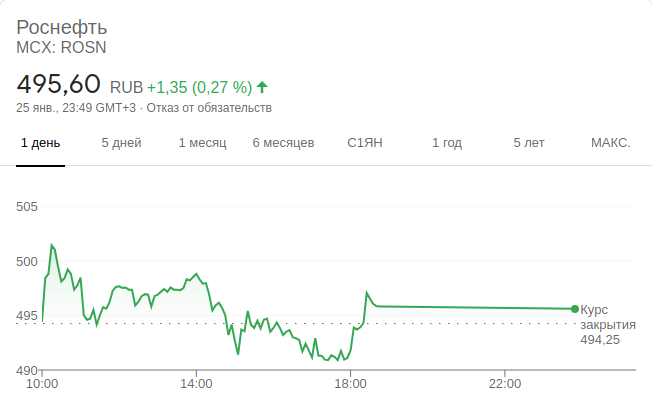 Роснефть
MCX: ROSN
495,60 RUB +1,35 (0,27 %)
25 янв., 23:49 GMT+3 · Отказ от обязательств
1 день 5 дней 1 месяц 6 месяцев С1ЯН 1 год 5 лет МАКС.
505
500
495
490
Курс
закрытия
494,25
10:00 14:00 18:00 22:00